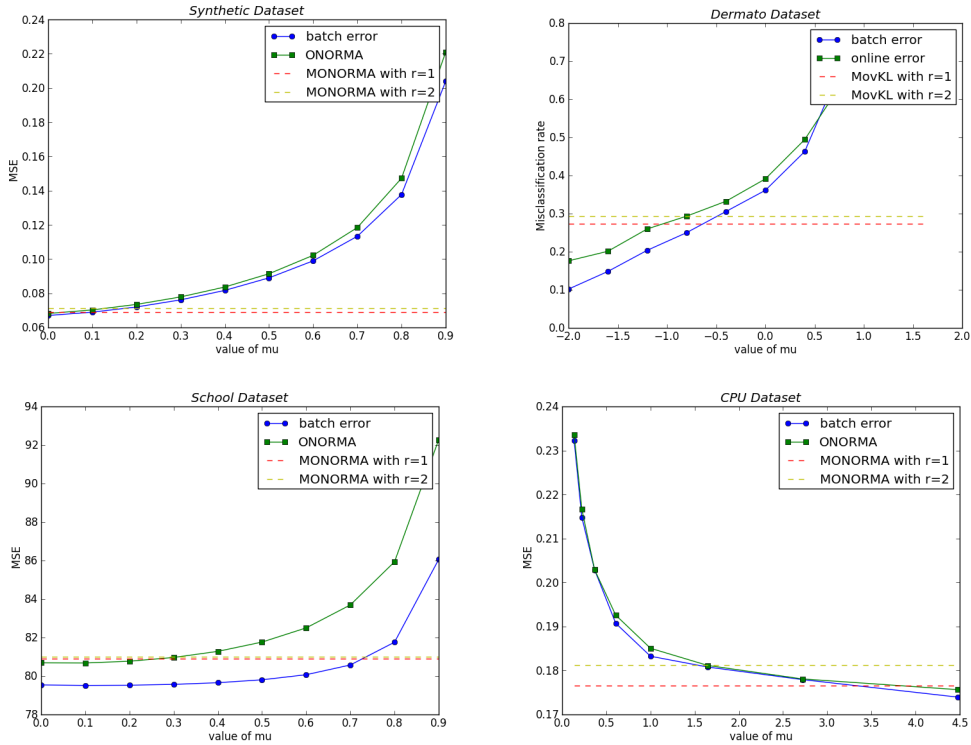 Synthetic Dataset
0.24
0.22
0.20
0.18
0.16
0.14
0.12
0.10
0.08
0.06
MSE
batch error
ONORMA
MONORMA with r=1
MONORMA with r=2
0.0 0.1 0.2 0.3 0.4 0.5 0.6 0.7 0.8 0.9
value of mu
Dermato Dataset
0.8
0.7
0.6
0.5
0.4
0.3
0.2
0.1
0.0
Misclassification rate
batch error
online error
MovKL with r=1
MovKL with r=2
−2.0 −1.5 −1.0 −0.5 0.0 0.5 1.0 1.5 2.0
value of mu
School Dataset
94
92
90
88
86
84
82
80
78
MSE
batch error
ONORMA
MONORMA with r=1
MONORMA with r=2
0.0 0.1 0.2 0.3 0.4 0.5 0.6 0.7 0.8 0.9
value of mu
CPU Dataset
0.24
0.23
0.22
0.21
0.20
0.19
0.18
0.17
MSE
batch error
ONORMA
MONORMA with r=1
MONORMA with r=2
0.0 0.5 1.0 1.5 2.0 2.5 3.0 3.5 4.0 4.5
value of mu